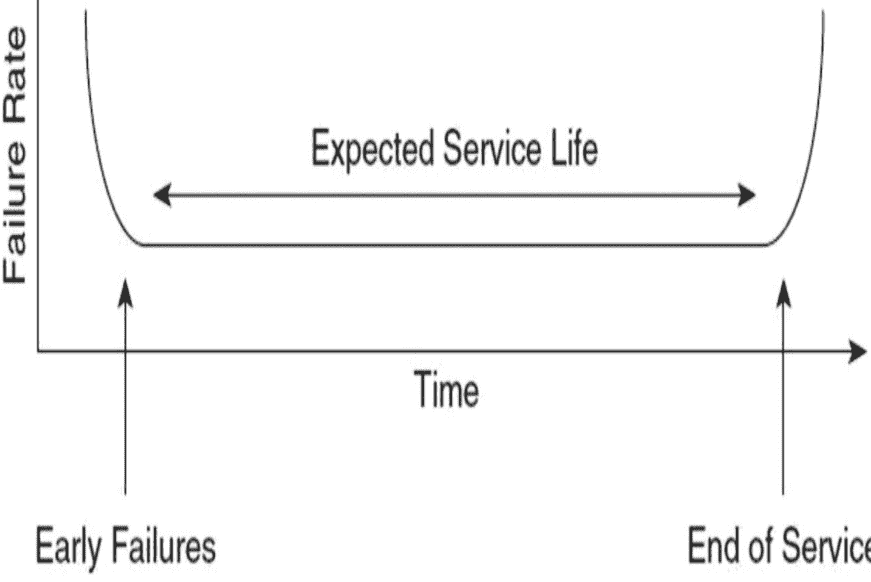 Failure Rate
Expected Service Life
Time
Early Failures
End of Service